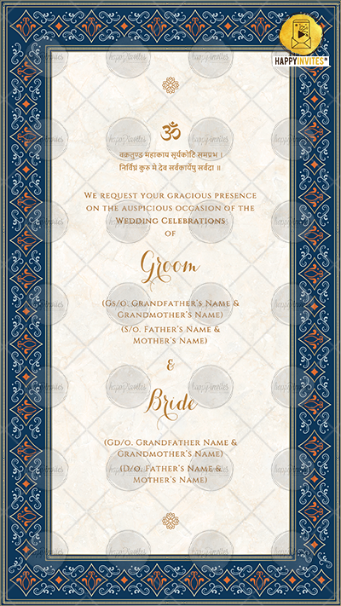 HAPPYINVITES®
ॐ
वक्रतुण्ड महाकाय सूर्यकोटि समप्रभ ।
निर्विघ्नं कुरु मे देव सर्वकार्येषु सर्वदा ॥
We request your gracious presence
on the auspicious occasion of the
Wedding Celebrations
of
Groom
(Gs/o. Grandfather's Name &
Grandmother's Name)
(S/o. Father's Name &
Mother's Name)
&
Bride
(Gd/o. Grandfather's Name &
Grandmother's Name)
(D/o. Father's Name &
Mother's Name)